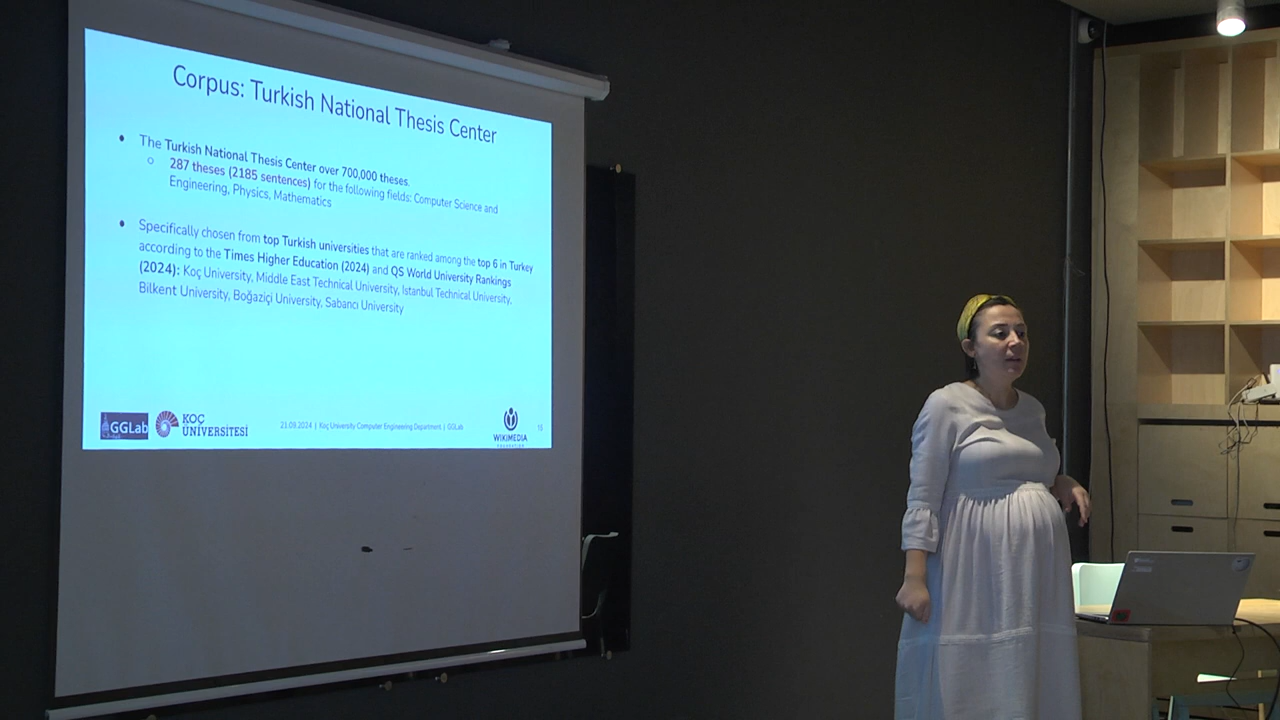 Corpus: Turkish National Thesis Center
• The Turkish National Thesis Center over 700,000 theses.
○ 287 theses (2185 sentences) for the following fields: Computer Science and
Engineering, Physics, Mathematics
• Specifically chosen from top Turkish universities that are ranked among the top 6 in Turkey
according to the Times Higher Education (2024) and QS World University Rankings
(2024): Koç University, Middle East Technical University, Istanbul Technical University,
Bilkent University, Boğaziçi University, Sabancı University
GGLab
KOÇ
ÜNİVERSİTESİ
23.09.2024 | Koç University Computer Engineering Department | GGLab
WIKIMEDIA
FOUNDATION
16